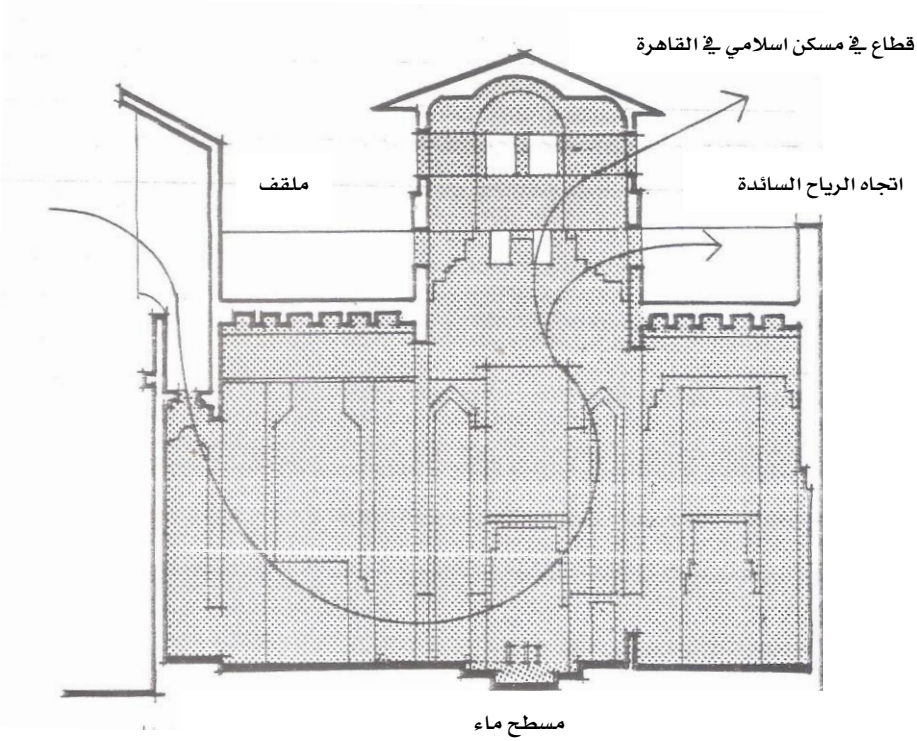 قطاع في مسكن اسلامي في القاهرة
ملقف
اتجاه الرياح السائدة
مسطح ماء